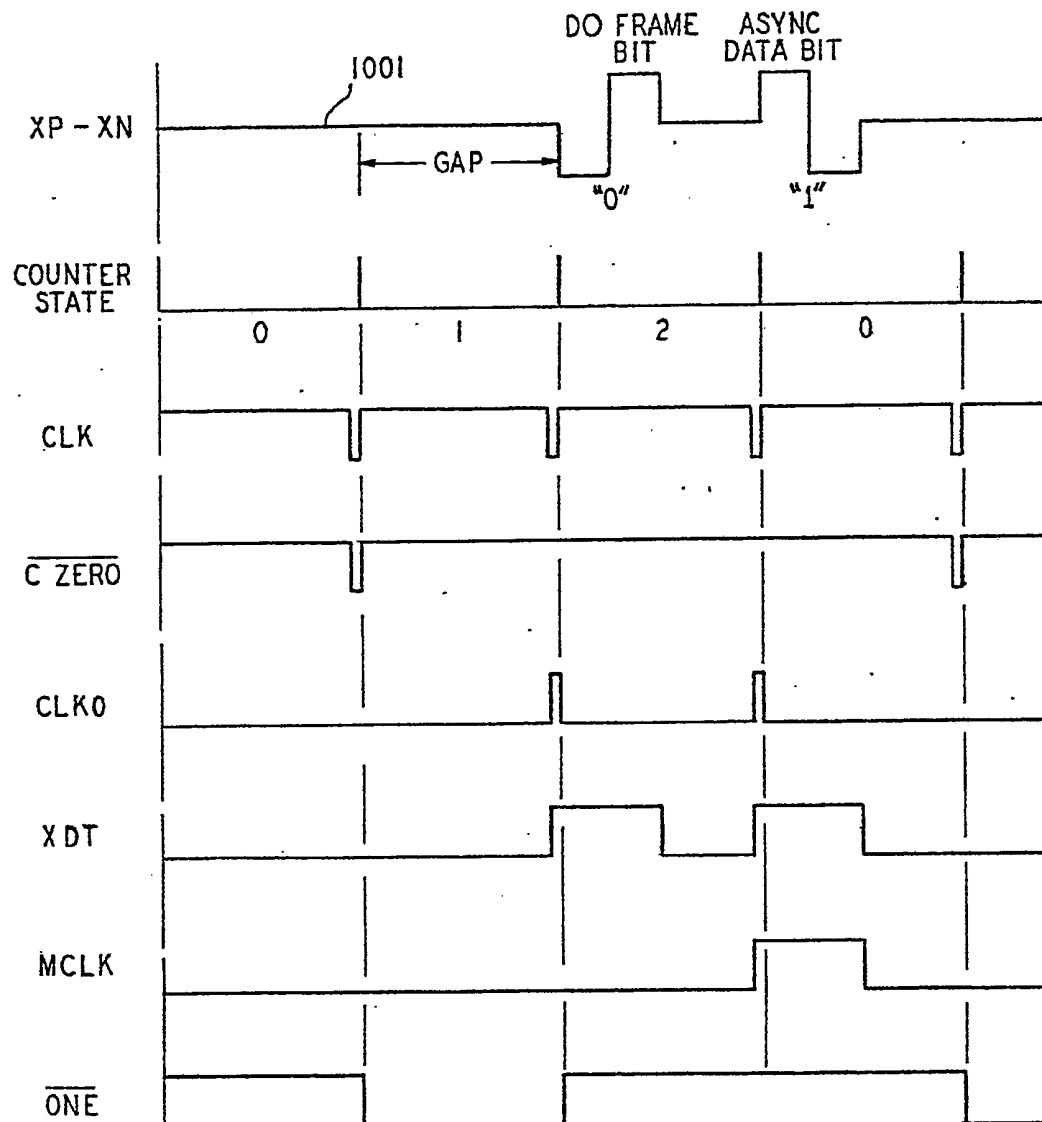 DO FRAME BIT
ASYNC DATA BIT
1001
XP - XN
GAP
"0"
"1"
COUNTER STATE
0 1 2 0
CLK
C ZERO
CLKO
XDT
MCLK
ONE